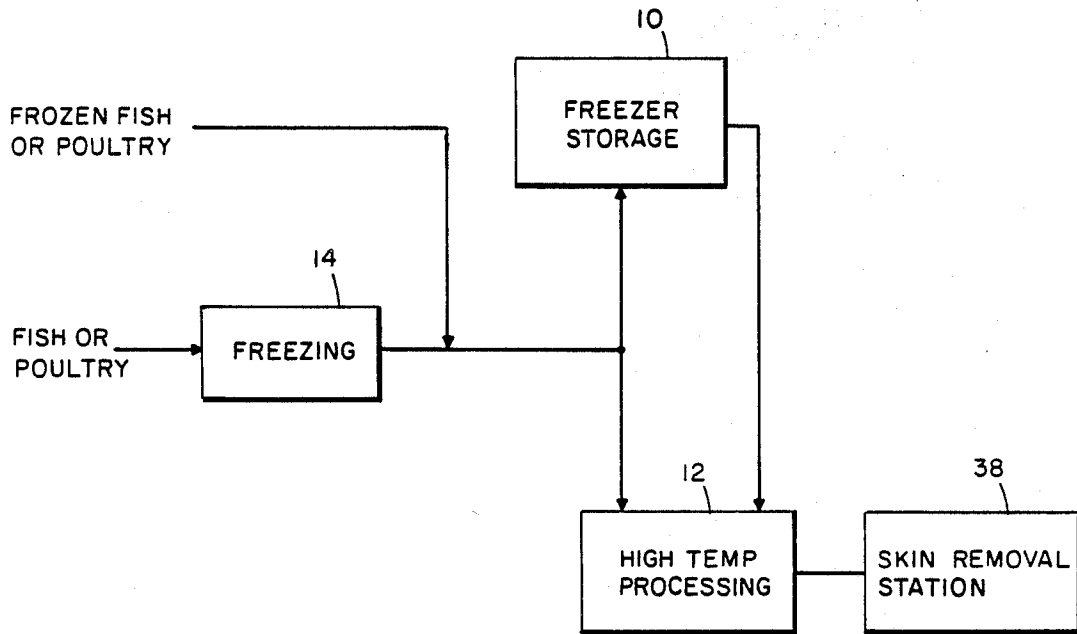 10
FROZEN FISH
OR POULTRY
FREEZER
STORAGE
14
FISH OR
POULTRY
FREEZING
12
38
HIGH TEMP
PROCESSING
SKIN REMOVAL
STATION